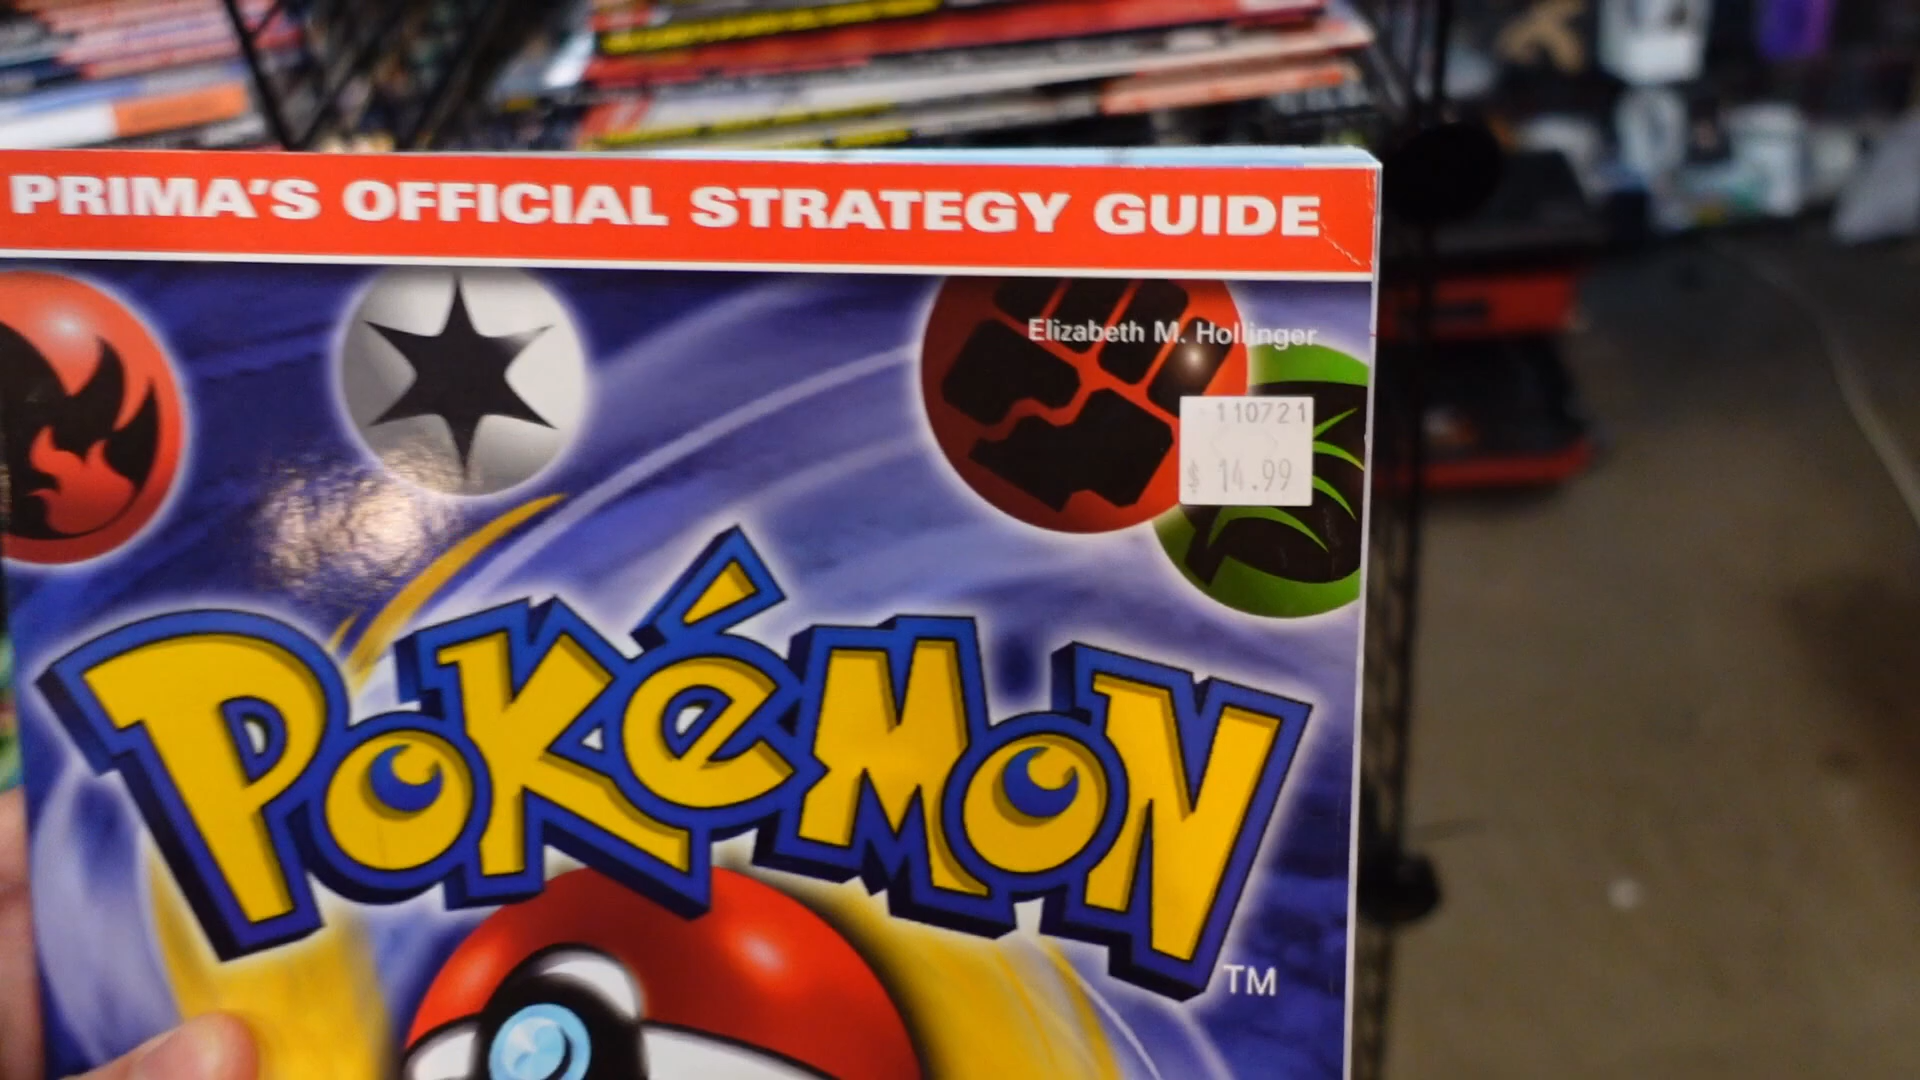 PRIMA'S OFFICIAL STRATEGY GUIDE
Elizabeth M. Hollinger
110721
$ 14.99
POKéMON
TM